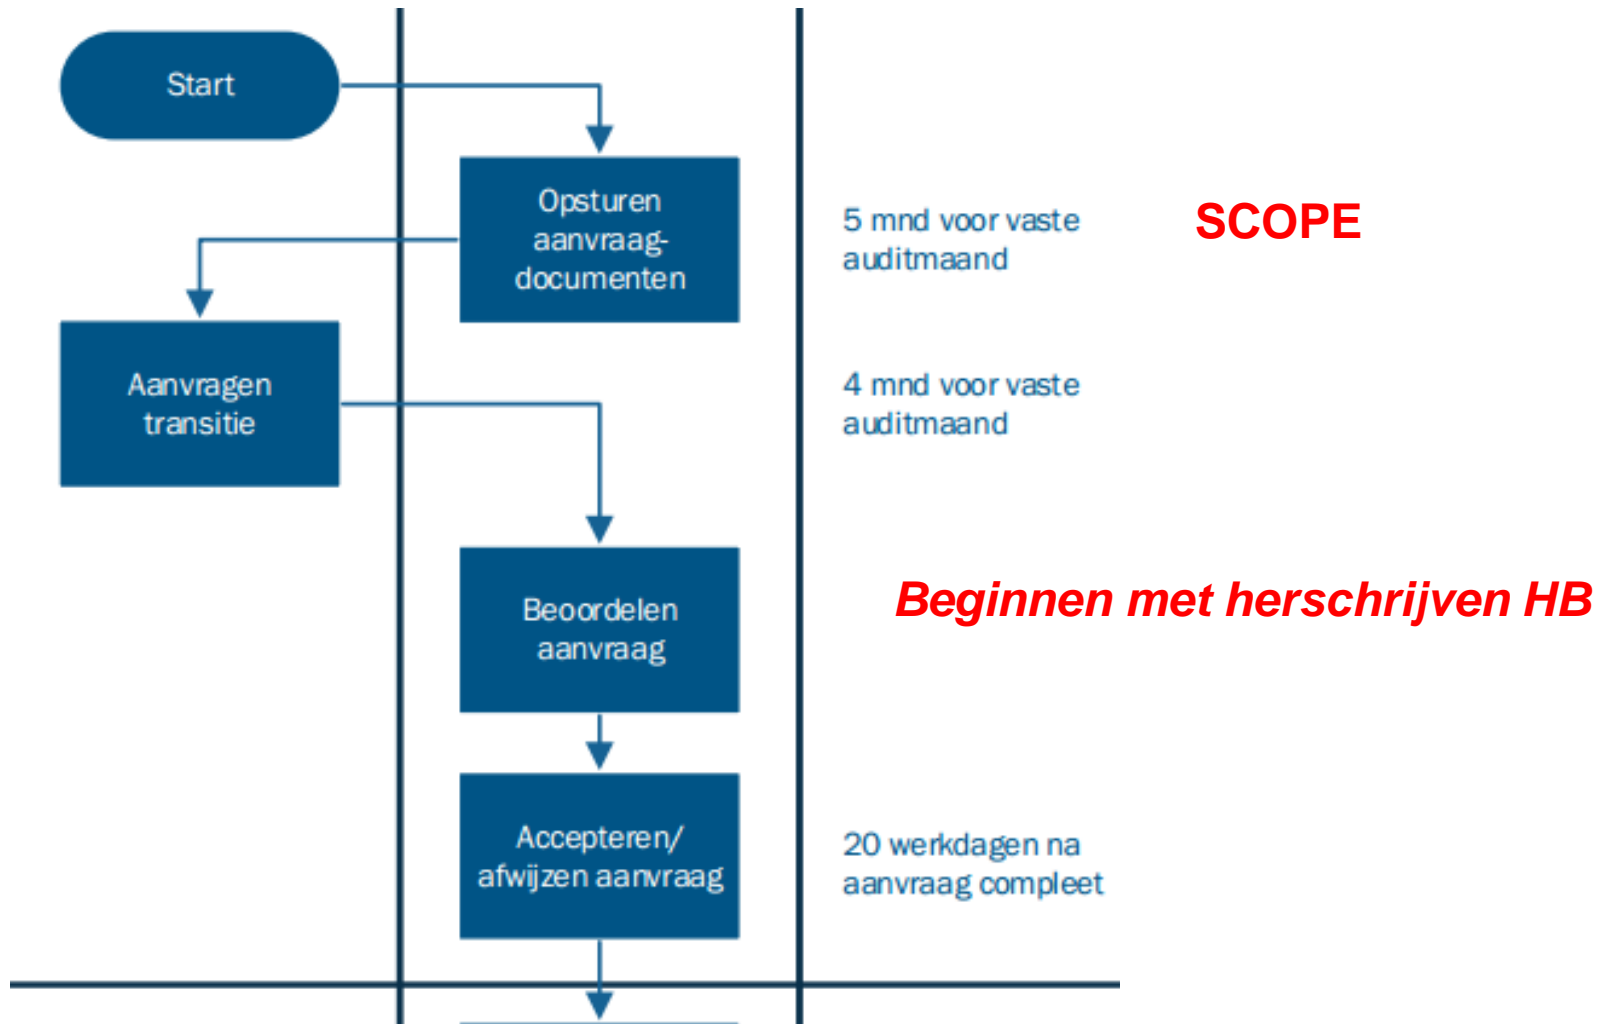 Start
Opsturen
aanvraag-
documenten
5 mnd voor vaste
auditmaand
SCOPE
Aanvragen
transitie
4 mnd voor vaste
auditmaand
Beoordelen
aanvraag
Beginnen met herschrijven HB
Accepteren/
afwijzen aanvraag
20 werkdagen na
aanvraag compleet